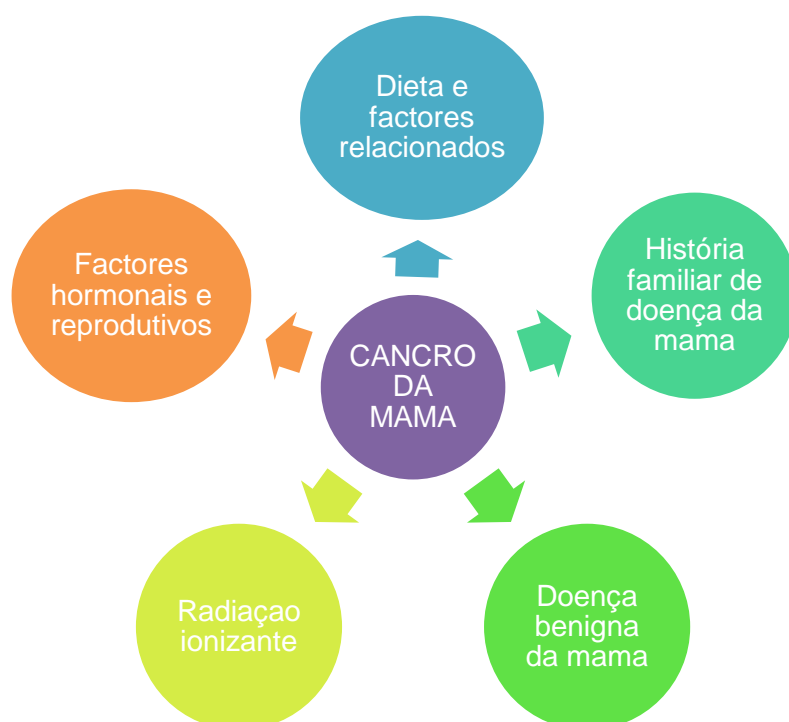 Dieta e
factores
relacionados
História
familiar de
doença da
mama
Factores
hormonais e
reprodutivos
CANCRO
DA
MAMA
Radiaçao
ionizante
Doença
benigna
da mama